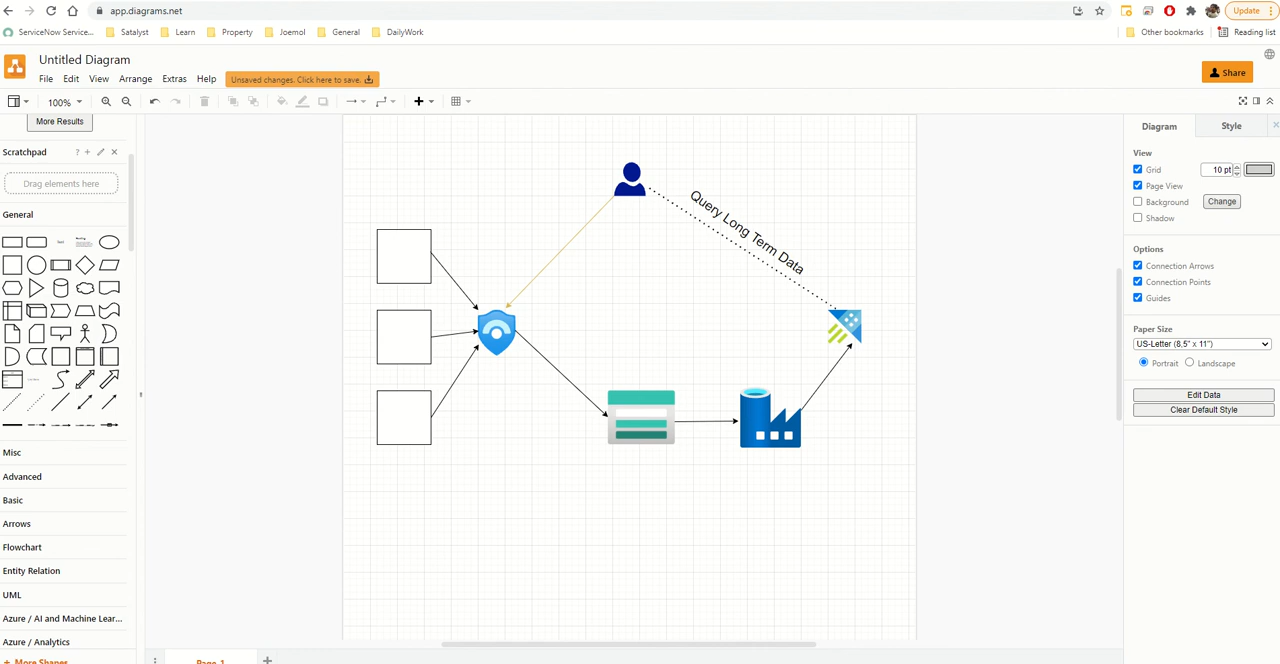 app.diagrams.net
Update
ServiceNow Service...
Satalyst
Learn
Property
Joemol
General
DailyWork
Other bookmarks
Reading list
Untitled Diagram
File Edit View Arrange Extras Help
Unsaved changes. Click here to save.
Share
100%
More Results
Scratchpad
?
Drag elements here
General
Misc
Advanced
Basic
Arrows
Flowchart
Entity Relation
UML
Azure / AI and Machine Lear...
Azure / Analytics
+ More Shapes
Query Long Term Data
Page-1
Diagram
Style
View
Grid
10 pt
Page View
Background
Change
Shadow
Options
Connection Arrows
Connection Points
Guides
Paper Size
US-Letter (8,5" x 11")
Portrait
Landscape
Edit Data
Clear Default Style